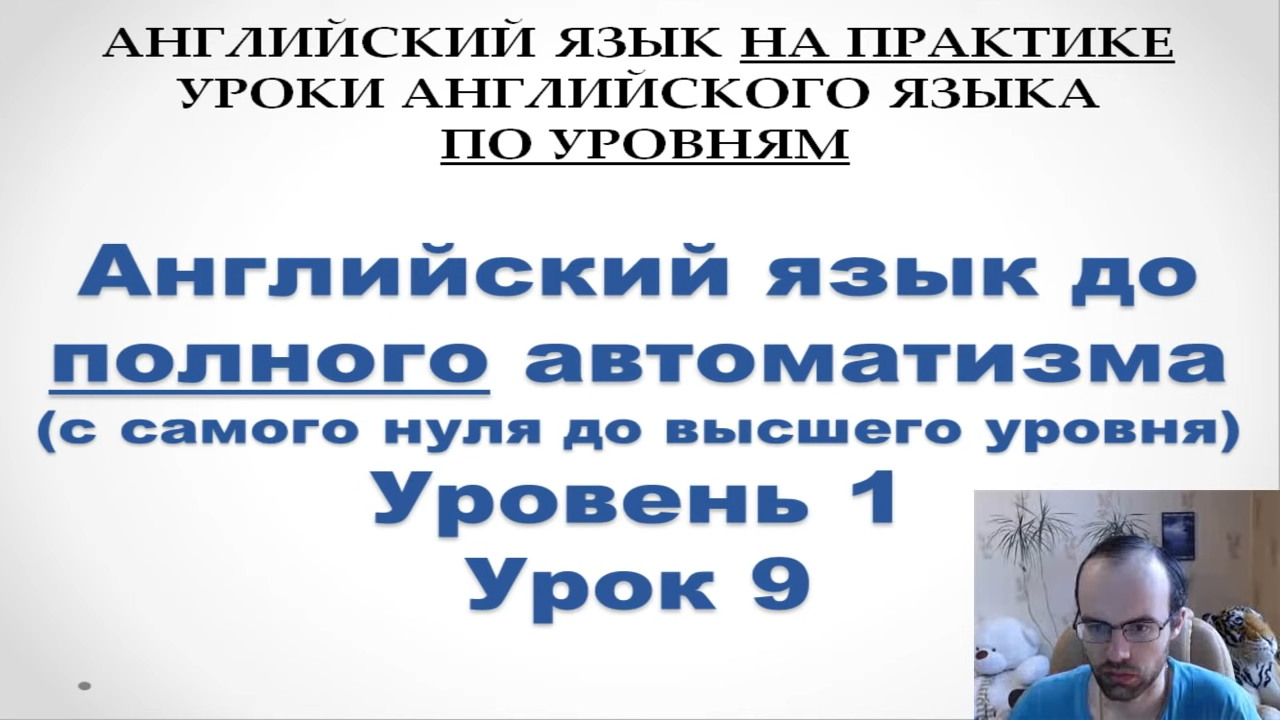 АНГЛИЙСКИЙ ЯЗЫК НА ПРАКТИКЕ
УРОКИ АНГЛИЙСКОГО ЯЗЫКА
ПО УРОВНЯМ
Английский язык до
полного автоматизма
(с самого нуля до высшего уровня)
Уровень 1
Урок 9